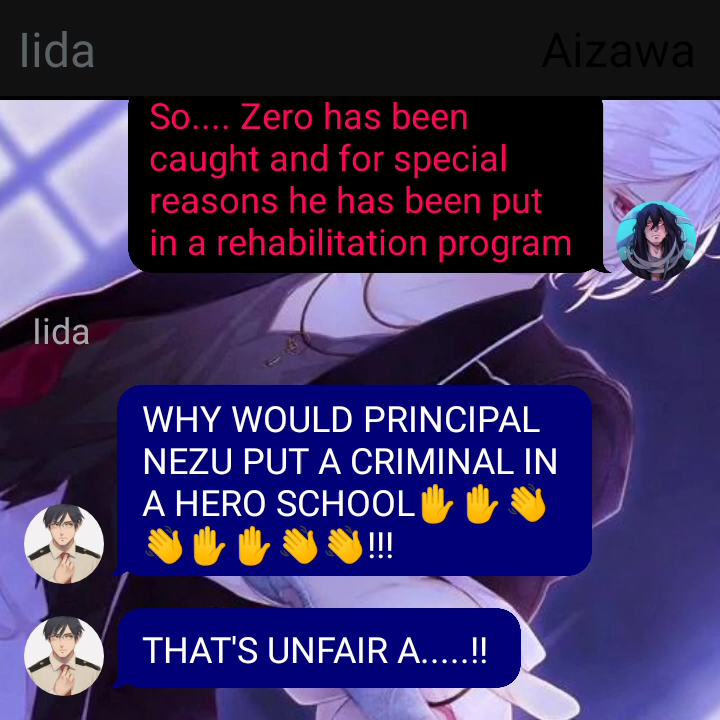 Iida
Aizawa
So.... Zero has been
caught and for special
reasons he has been put
in a rehabilitation program
Iida
WHY WOULD PRINCIPAL
NEZU PUT A CRIMINAL IN
A HERO SCHOOL✋✋👋
👋✋✋👋👋!!!
THAT'S UNFAIR A.....!!